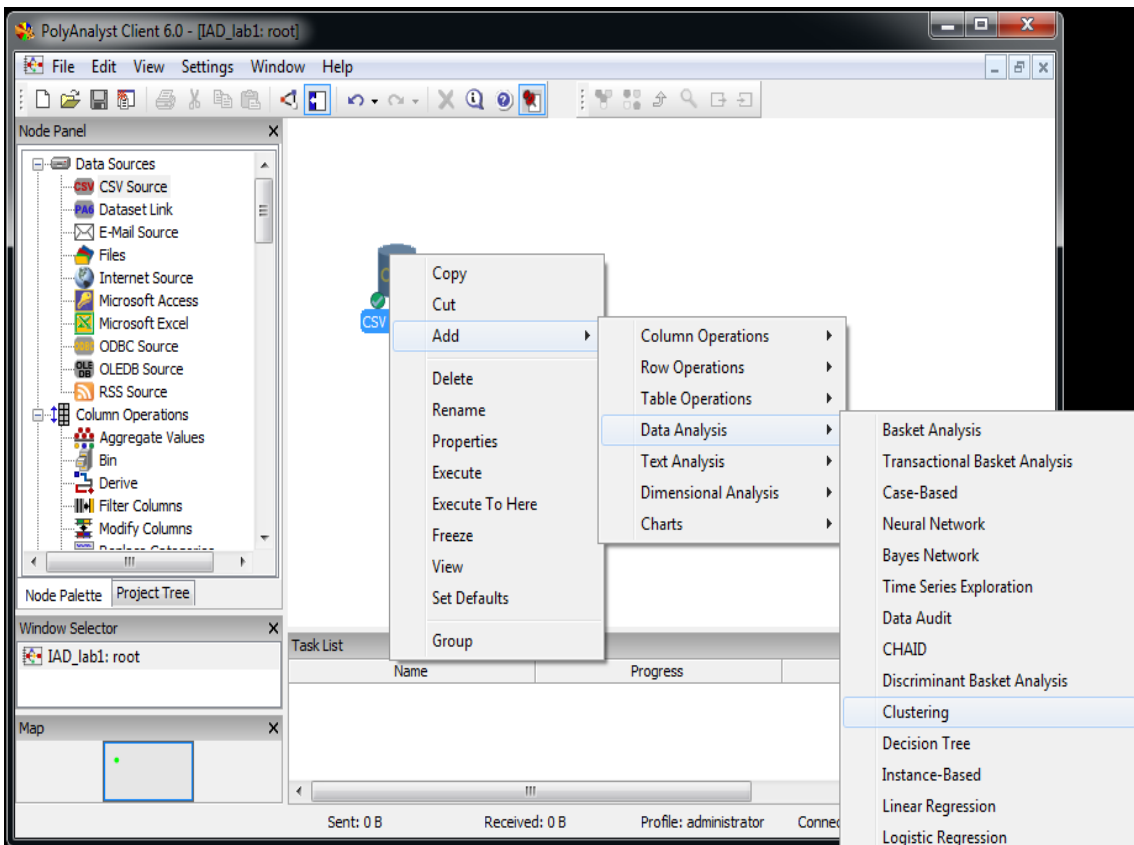 PolyAnalyst Client 6.0 - [IAD_lab1: root]
File Edit View Settings Window Help
Node Panel
Data Sources
CSV Source
Dataset Link
E-Mail Source
Files
Internet Source
Microsoft Access
Microsoft Excel
ODBC Source
OLEDB Source
RSS Source
Column Operations
Aggregate Values
Bin
Derive
Filter Columns
Modify Columns
Node Palette Project Tree
Window Selector
IAD_lab1: root
Map
CSV
Copy
Cut
Add
Delete
Rename
Properties
Execute
Execute To Here
Freeze
View
Set Defaults
Group
Column Operations
Row Operations
Table Operations
Data Analysis
Text Analysis
Dimensional Analysis
Charts
Basket Analysis
Transactional Basket Analysis
Case-Based
Neural Network
Bayes Network
Time Series Exploration
Data Audit
CHAID
Discriminant Basket Analysis
Clustering
Decision Tree
Instance-Based
Linear Regression
Logistic Regression
Task List
Name Progress
Sent: 0 B Received: 0 B Profile: administrator